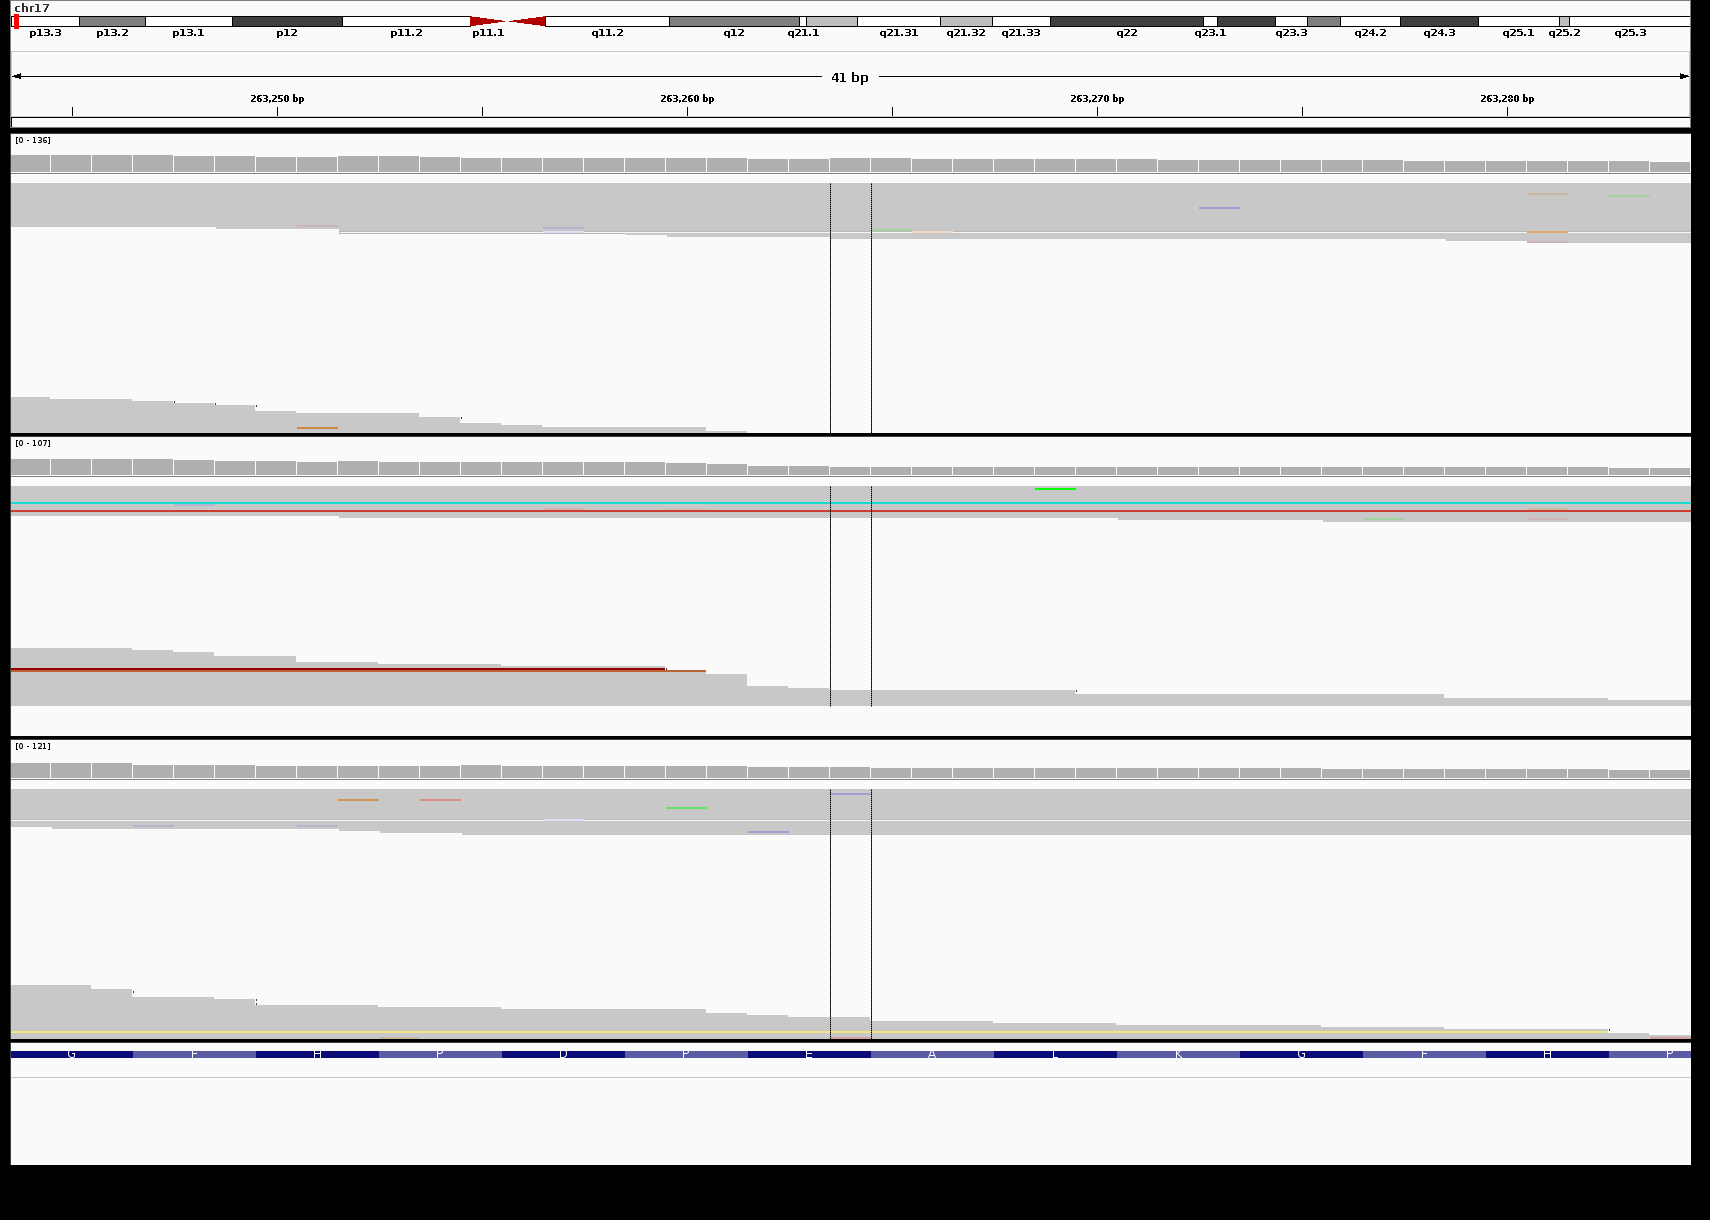 chr17
p13.3 p13.2 p13.1 p12 p11.2 p11.1 q11.2 q12 q21.1 q21.31 q21.32 q21.33 q22 q23.1 q23.3 q24.2 q24.3 q25.1 q25.2 q25.3
41 bp
263,250 bp 263,260 bp 263,270 bp 263,280 bp
[0 - 136]
[0 - 107]
[0 - 121]
G F H P D P E A L K G F H P